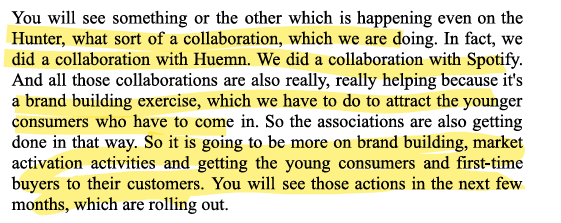 You will see something or the other which is happening even on the
Hunter, what sort of a collaboration, which we are doing. In fact, we
did a collaboration with Huemn. We did a collaboration with Spotify.
And all those collaborations are also really, really helping because it's
a brand building exercise, which we have to do to attract the younger
consumers who have to come in. So the associations are also getting
done in that way. So it is going to be more on brand building, market
activation activities and getting the young consumers and first-time
buyers to their customers. You will see those actions in the next few
months, which are rolling out.